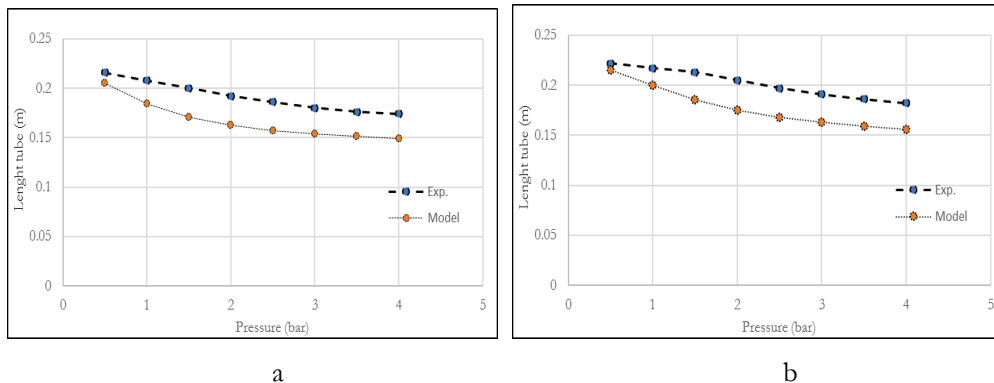 0.25
0.2
0.15
0.1
0.05
0
0 1 2 3 4 5
Lenght tube (m)
Pressure (bar)
Exp.
Model
a
0.25
0.2
0.15
0.1
0.05
0
0 1 2 3 4 5
Lenght tube (m)
Pressure (bar)
Exp.
Model
b